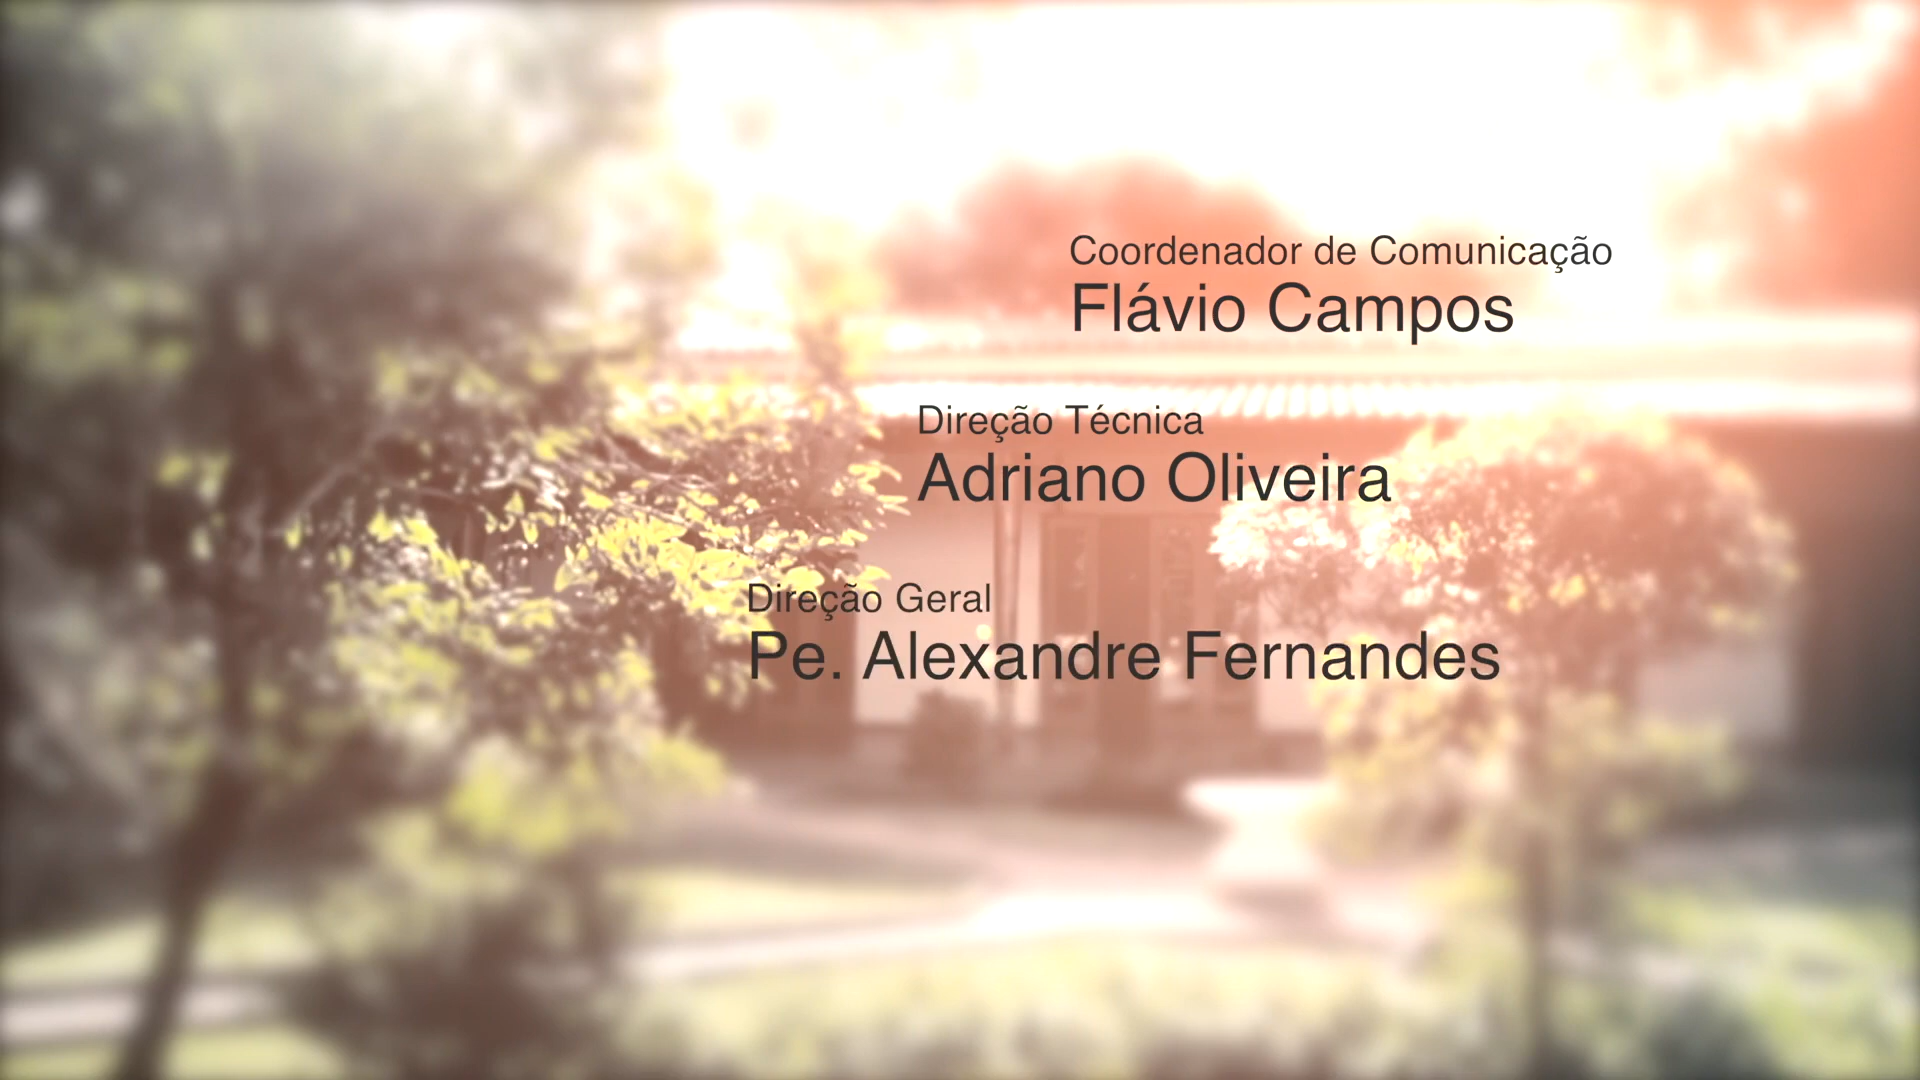 Coordenador de Comunicação
Flávio Campos
Direção Técnica
Adriano Oliveira
Direção Geral
Pe. Alexandre Fernandes